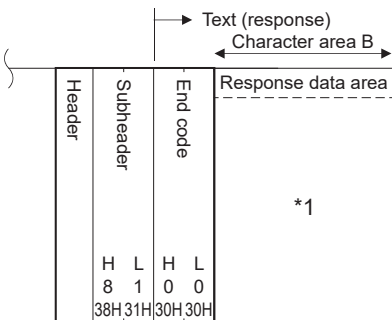 Text (response)
Character area B
Header
Subheader
End code
Response data area
*1
H L H L
8 1 0 0
38H 31H 30H 30H